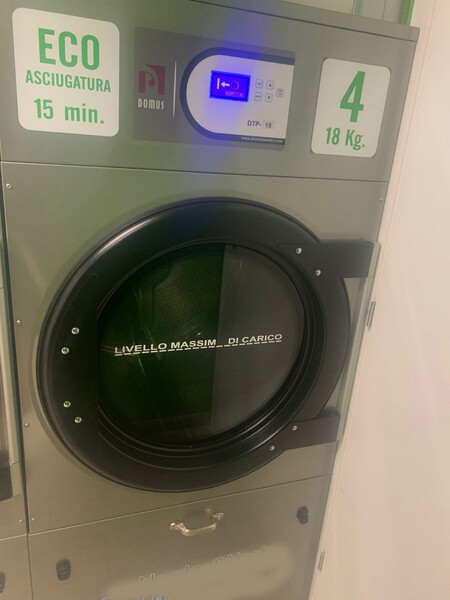 ECO
ASCIUGATURA
15 min.
DOMUS
DTP- 18
4
18 Kg.
LIVELLO MASSIM DI CARICO